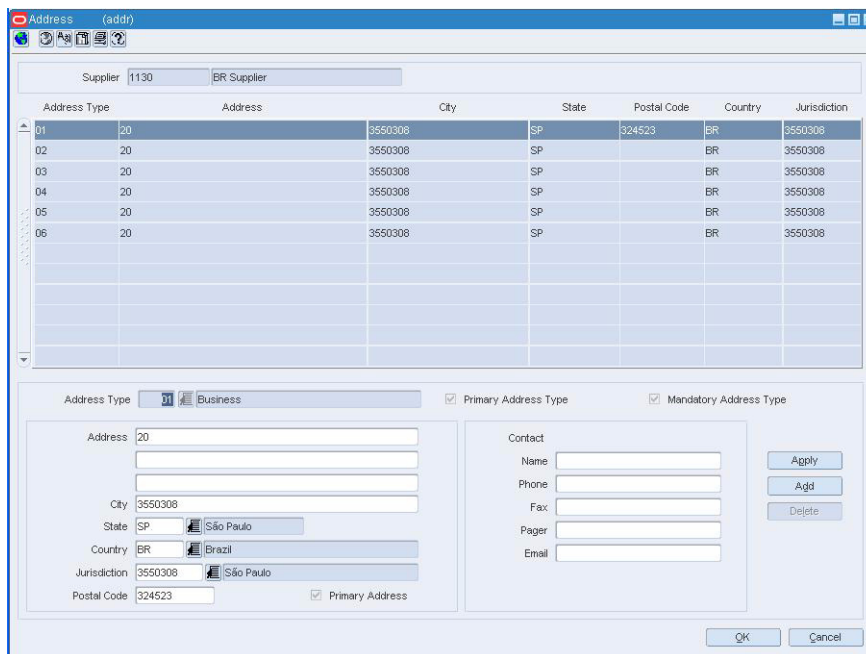 Address (addr)
Supplier 1130 BR Supplier
Address Type Address City State Postal Code Country Jurisdiction
01 20 3550308 SP 324523 BR 3550308
02 20 3550308 SP BR 3550308
03 20 3550308 SP BR 3550308
04 20 3550308 SP BR 3550308
05 20 3550308 SP BR 3550308
06 20 3550308 SP BR 3550308
Address Type 01 Business Primary Address Type Mandatory Address Type
Address 20
City 3550308
State SP São Paulo
Country BR Brazil
Jurisdiction 3550308 São Paulo
Postal Code 324523 Primary Address
Contact
Name
Phone
Fax
Pager
Email
Apply
Add
Delete
OK Cancel